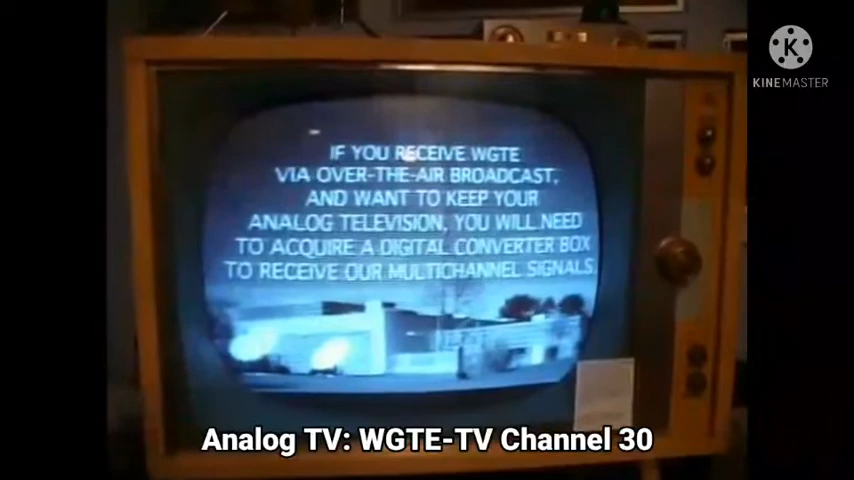 K
KINEMASTER
IF YOU RECEIVE WGTE
VIA OVER-THE-AIR BROADCAST,
AND WANT TO KEEP YOUR
ANALOG TELEVISION, YOU WILL NEED
TO ACQUIRE A DIGITAL CONVERTER BOX
TO RECEIVE OUR MULTICHANNEL SIGNALS.
Analog TV: WGTE-TV Channel 30